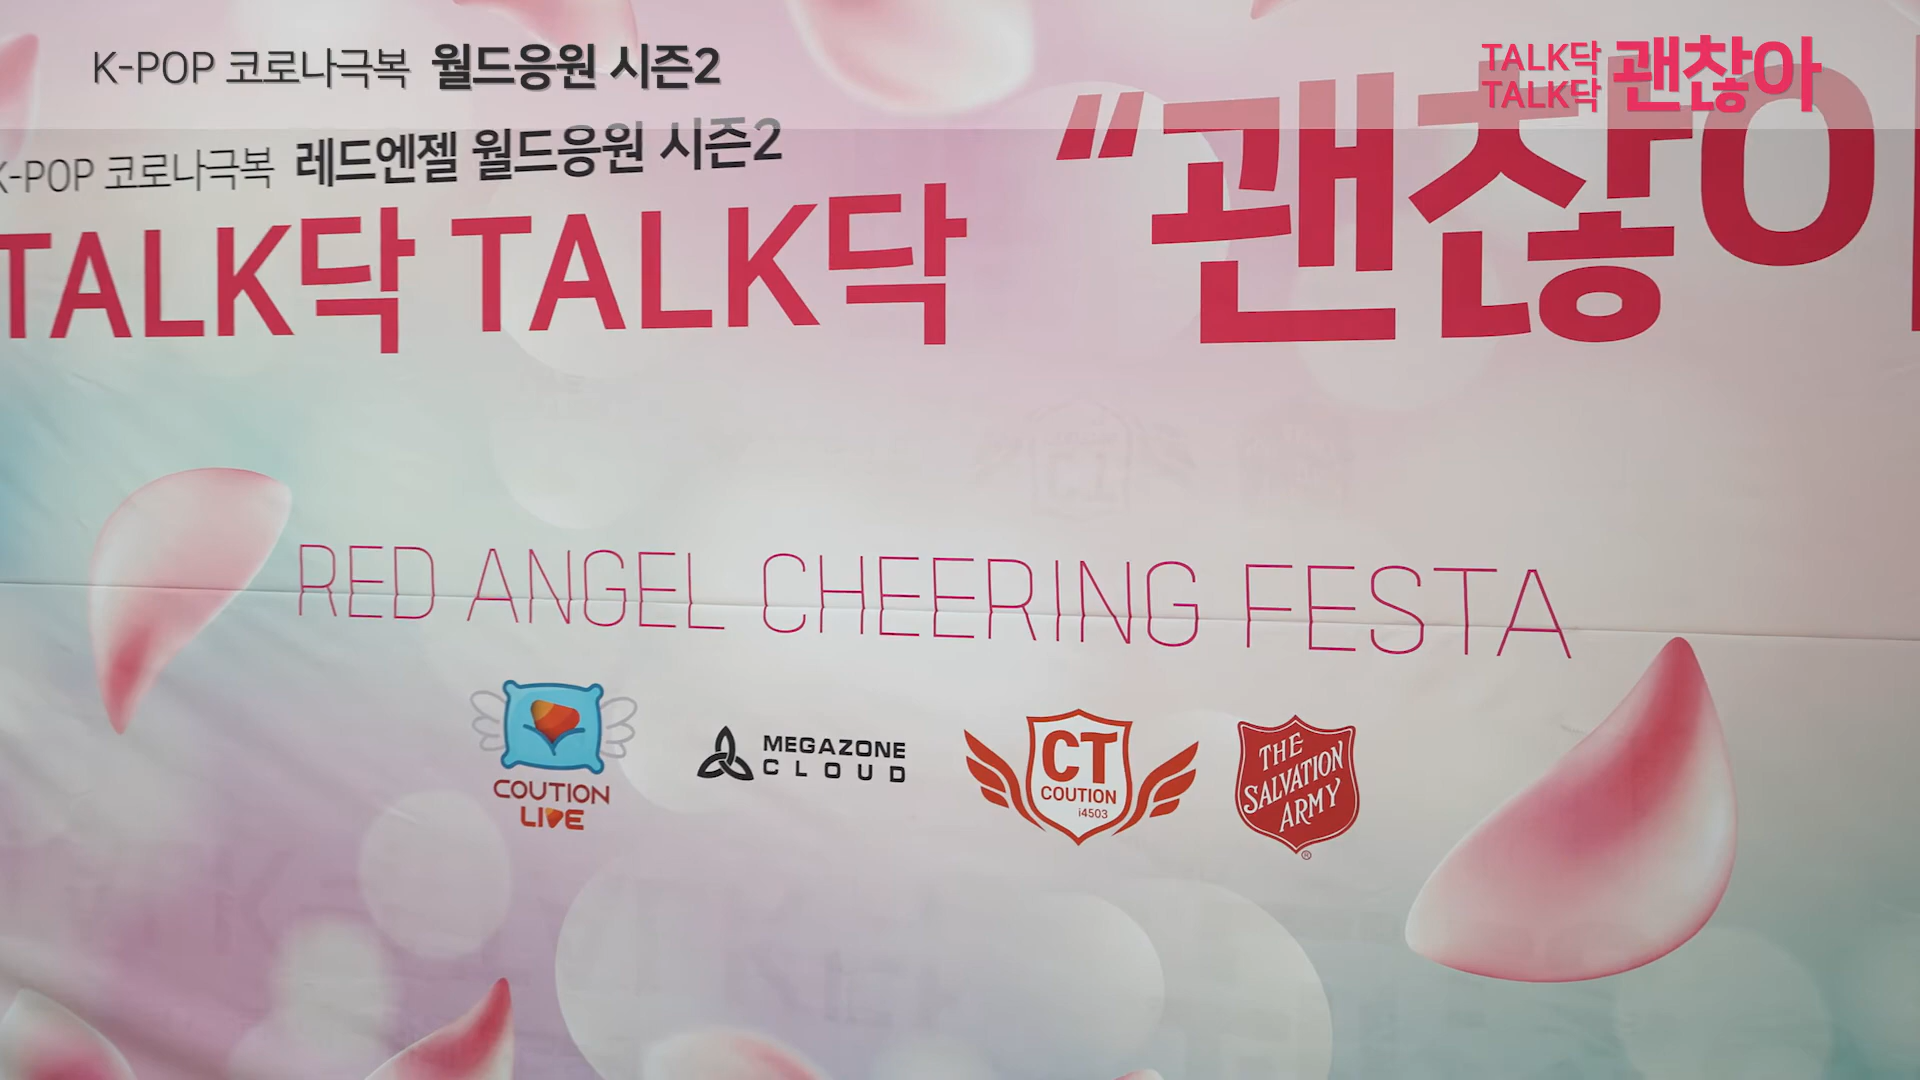 K-POP 코로나극복 월드응원 시즌2
TALK닥
TALK닥 괜찮아
K-POP 코로나극복 레드엔젤 월드응원 시즌2
TALK닥 TALK닥 "괜찮아
RED ANGEL CHEERING FESTA
COUTION
LIVE
MEGAZONE
CLOUD
CT
COUTION
i4503
THE
SALVATION
ARMY